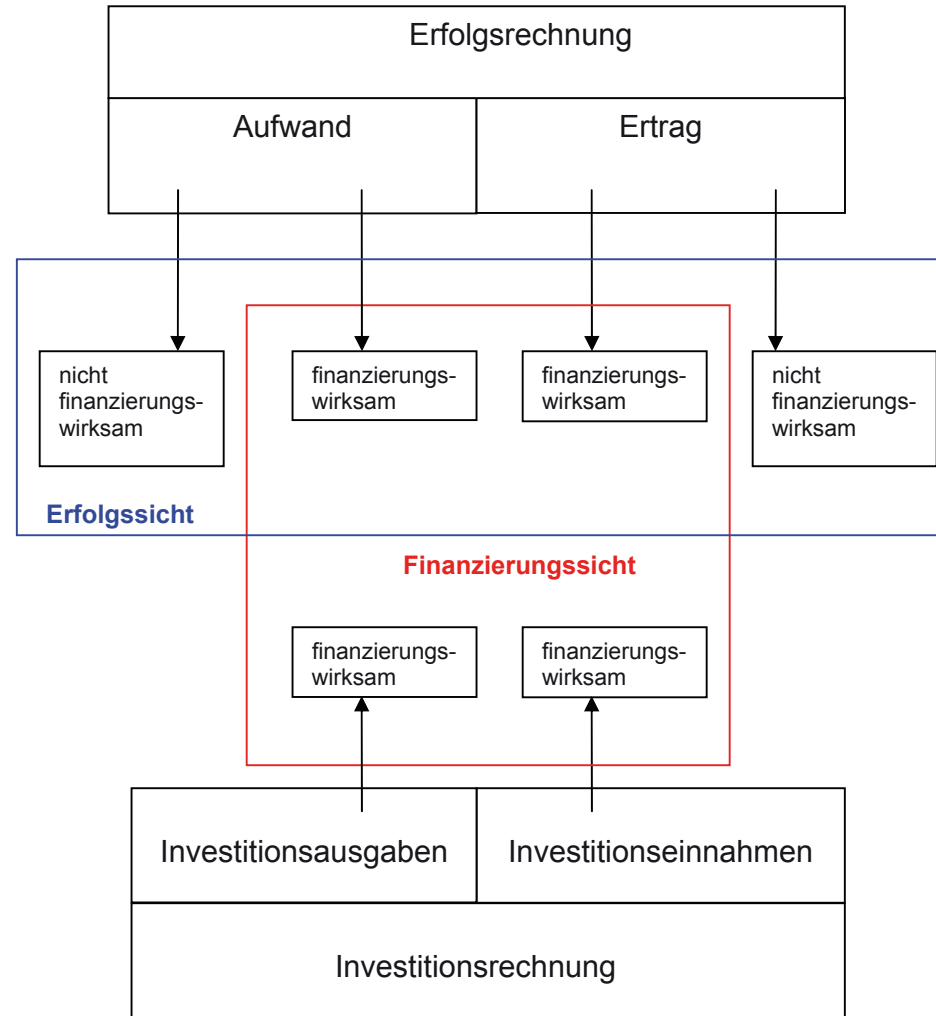 Erfolgsrechnung
Aufwand
Ertrag
nicht
finanzierungs-
wirksam
finanzierungs-
wirksam
finanzierungs-
wirksam
nicht
finanzierungs-
wirksam
Erfolgssicht
Finanzierungssicht
finanzierungs-
wirksam
finanzierungs-
wirksam
Investitionsausgaben
Investitionseinnahmen
Investitionsrechnung